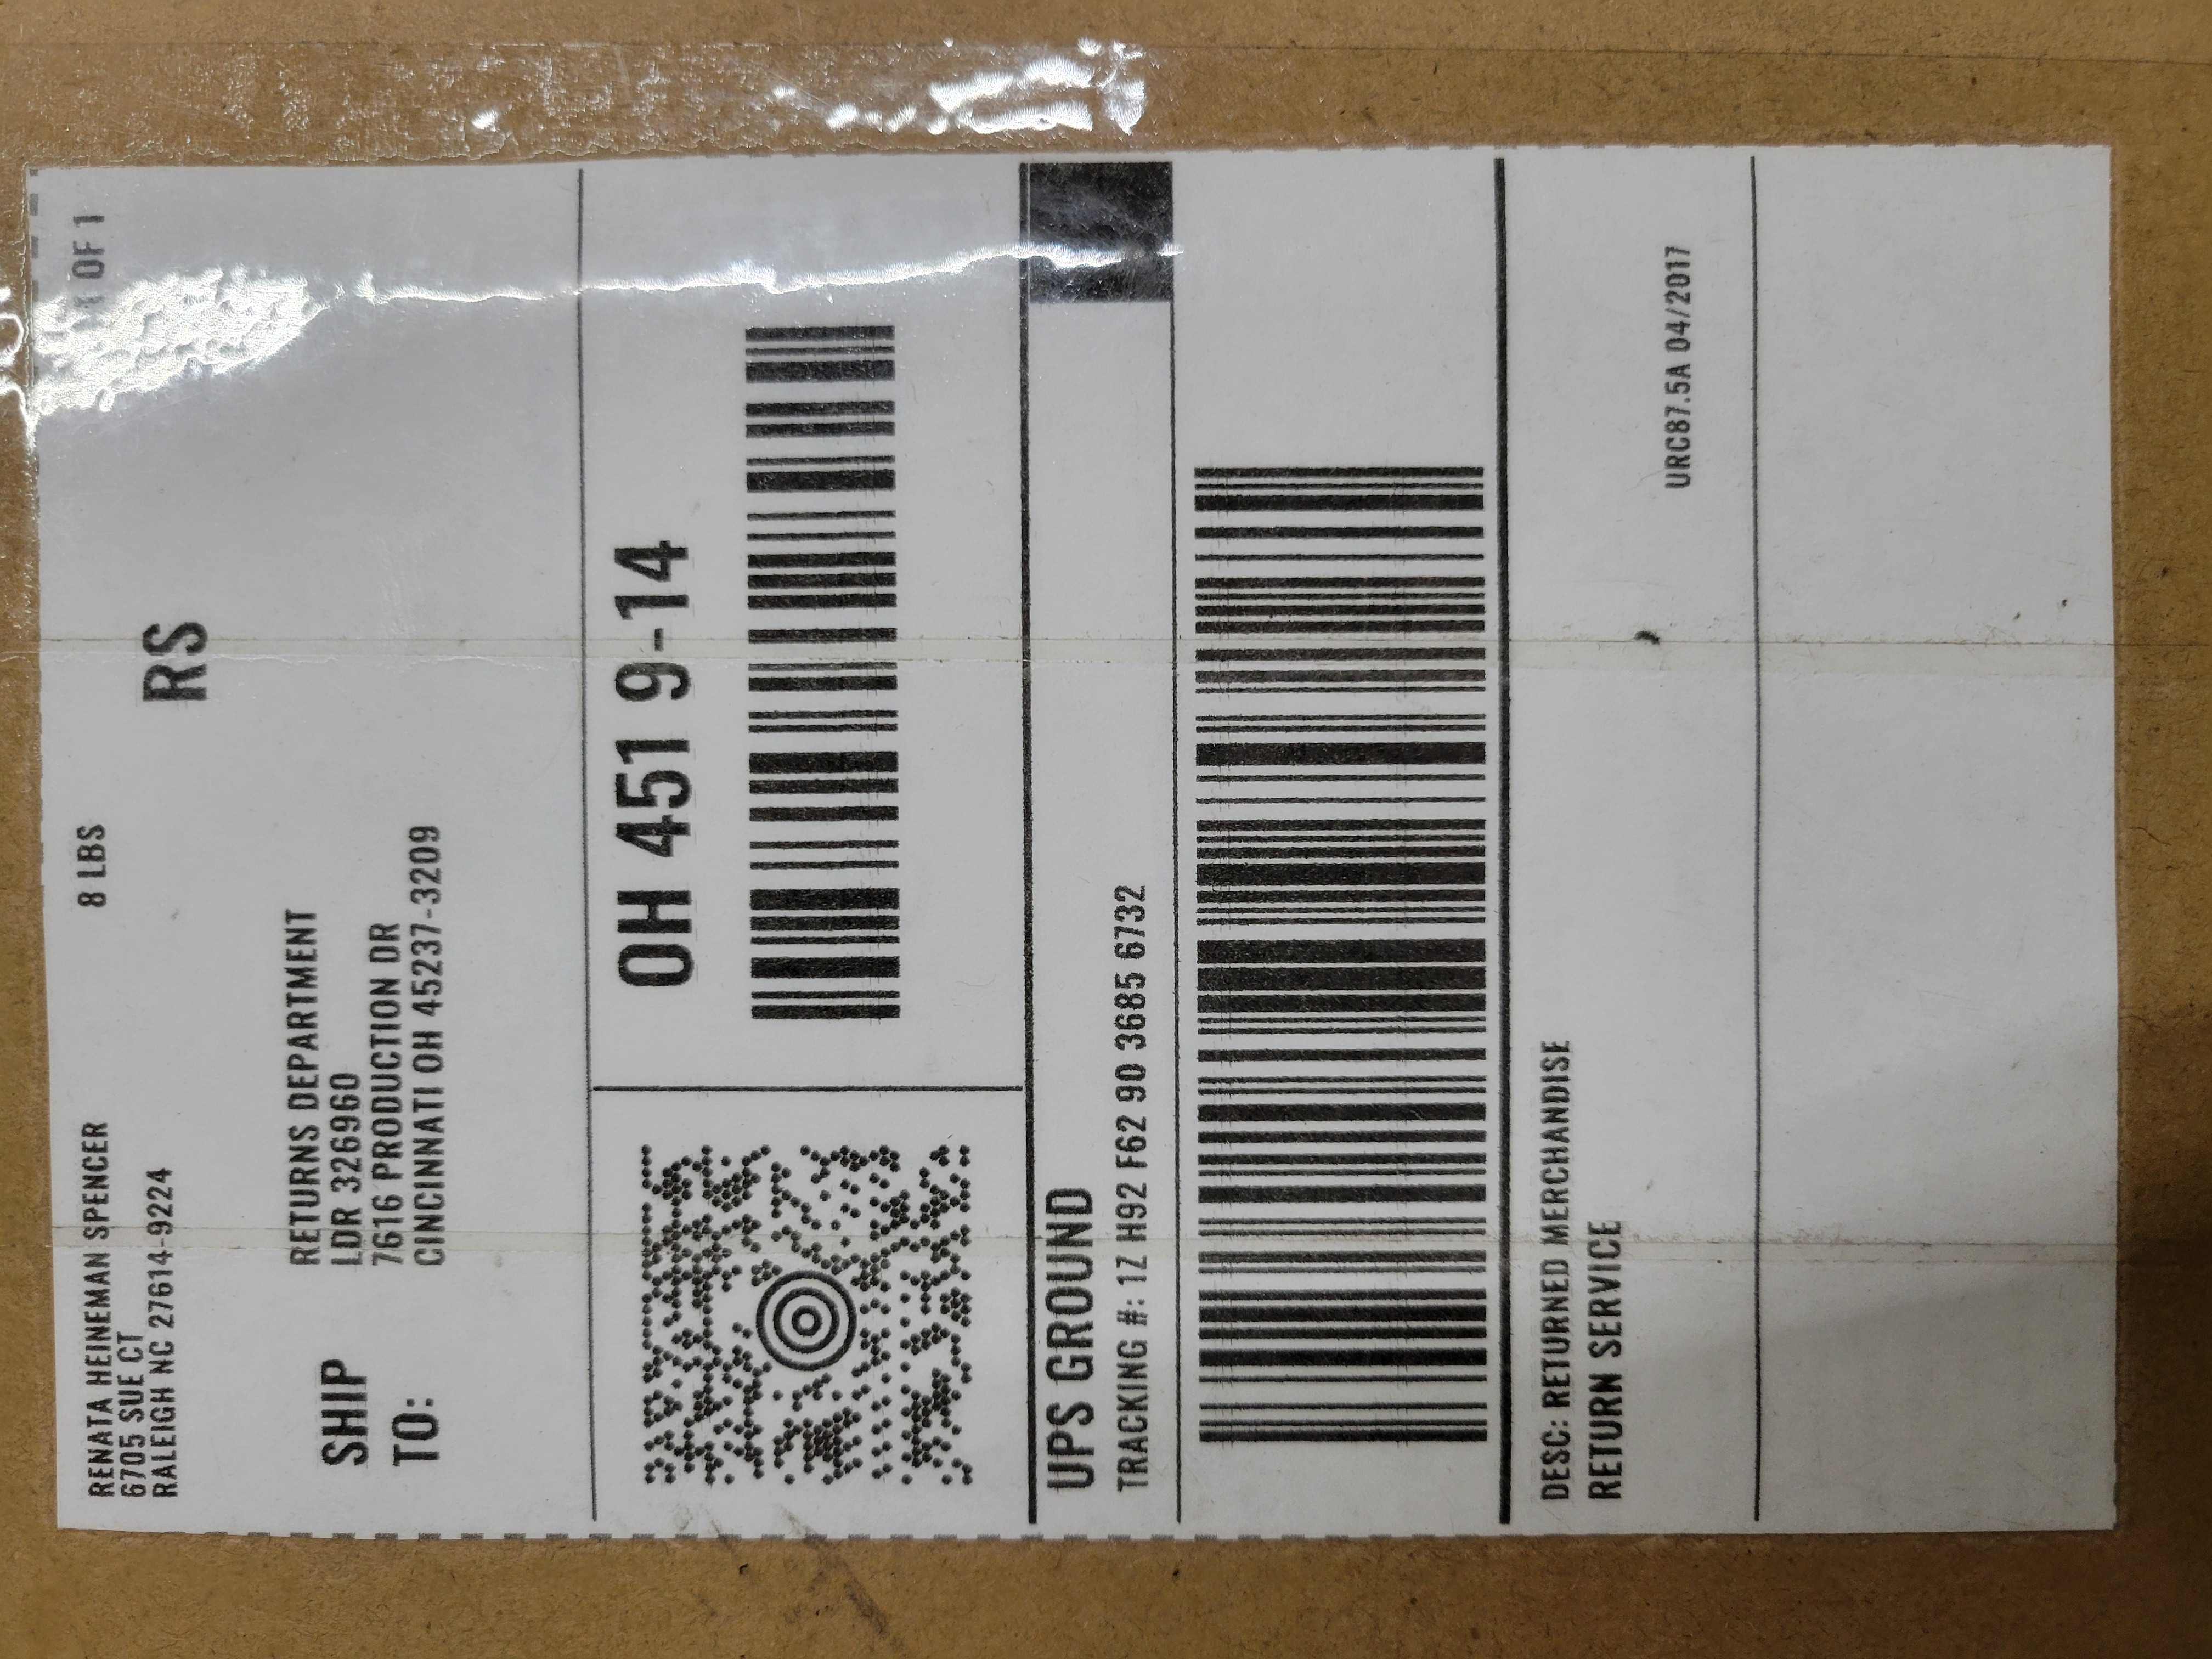 RENATA HEINEMAN SPENCER
6705 SUE CT
RALEIGH NC 27614-9224
8 LBS
1 OF 1
RS
SHIP
TO:
RETURNS DEPARTMENT
LDR 326960
7616 PRODUCTION DR
CINCINNATI OH 45237-3209
OH 451 9-14
UPS GROUND
TRACKING #: 1Z H92 F62 90 3685 6732
DESC: RETURNED MERCHANDISE
RETURN SERVICE
URC87.5A 04/2017